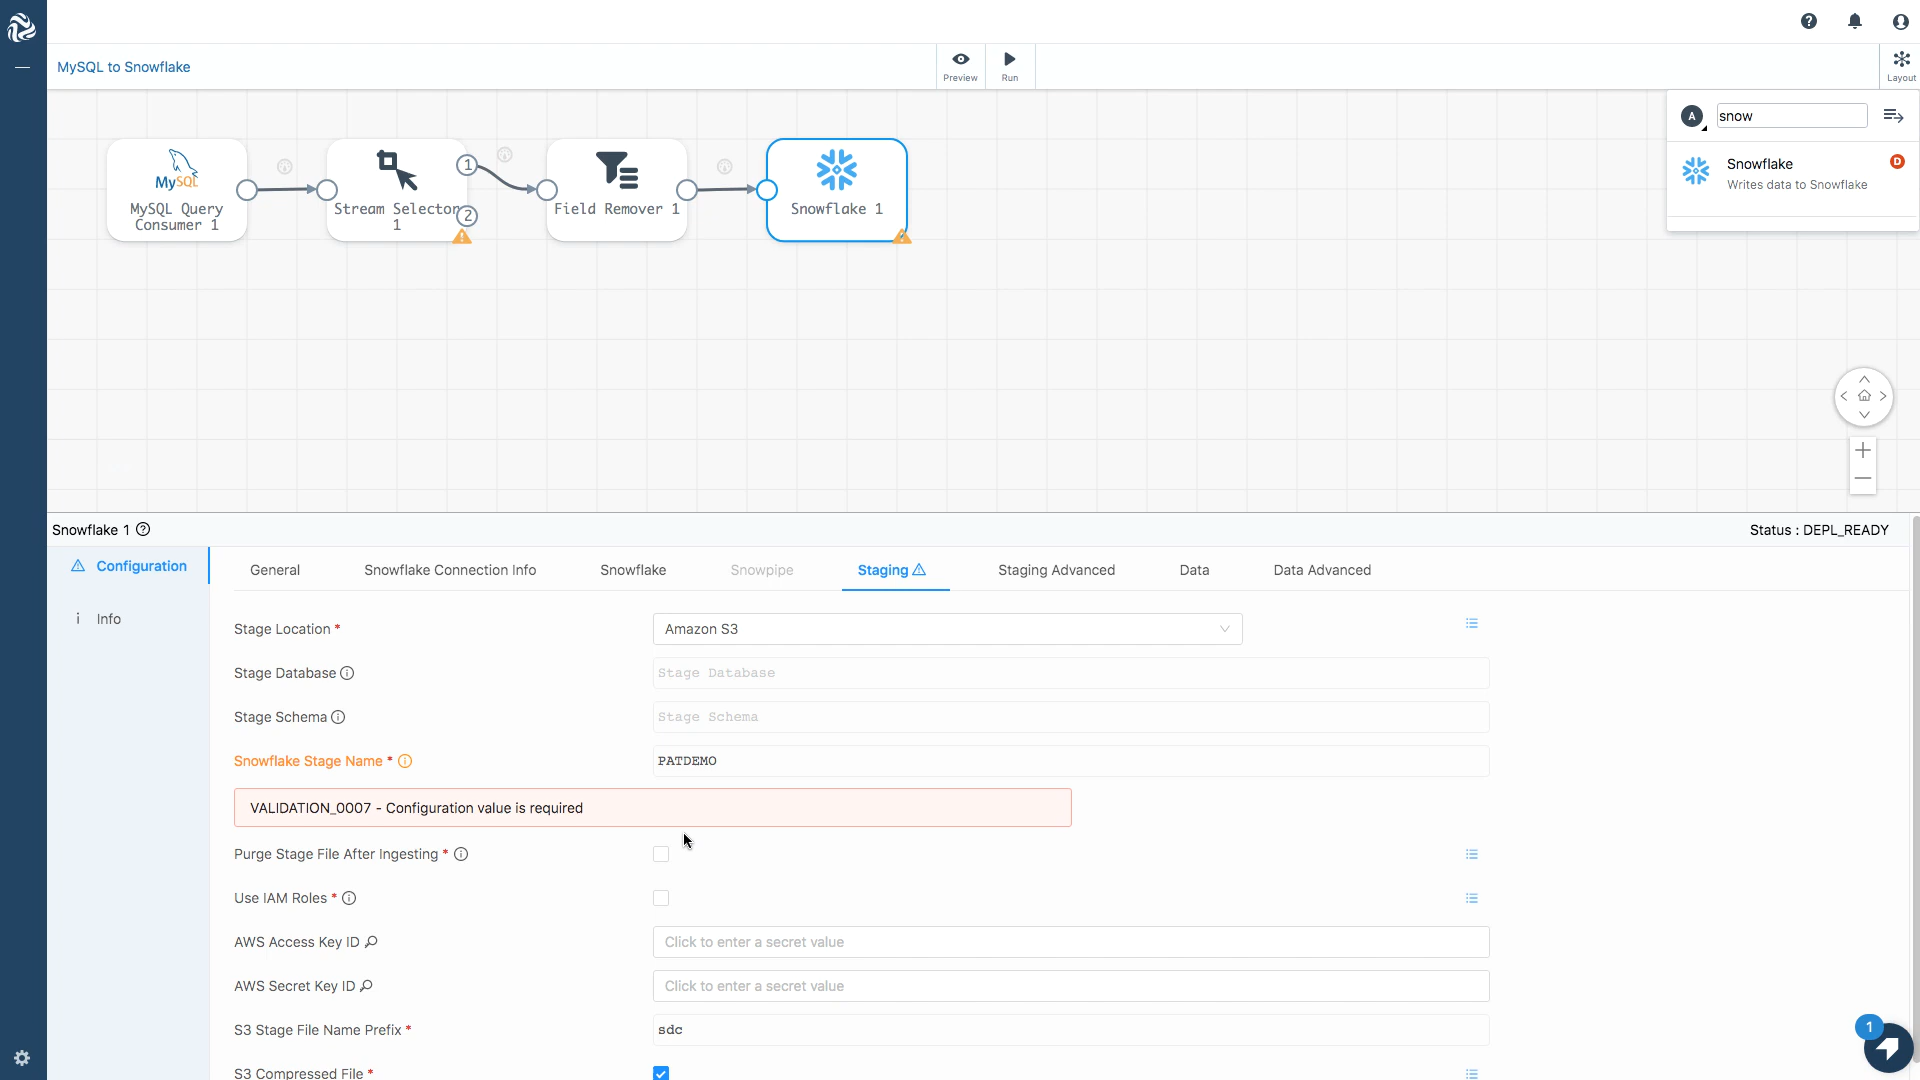 MySQL to Snowflake
Preview
Run
Layout
A
snow
Snowflake
D
Writes data to Snowflake
MySQL
MySQL Query
Consumer 1
1
Stream Selector
1
2
Field Remover 1
Snowflake 1
Snowflake 1
Status : DEPL_READY
Configuration
Info
General
Snowflake Connection Info
Snowflake
Snowpipe
Staging
Staging Advanced
Data
Data Advanced
Stage Location *
Amazon S3
Stage Database
Stage Database
Stage Schema
Stage Schema
Snowflake Stage Name *
PATDEMO
VALIDATION_0007 - Configuration value is required
Purge Stage File After Ingesting *
Use IAM Roles *
AWS Access Key ID
Click to enter a secret value
AWS Secret Key ID
Click to enter a secret value
S3 Stage File Name Prefix *
sdc
S3 Compressed File *
1